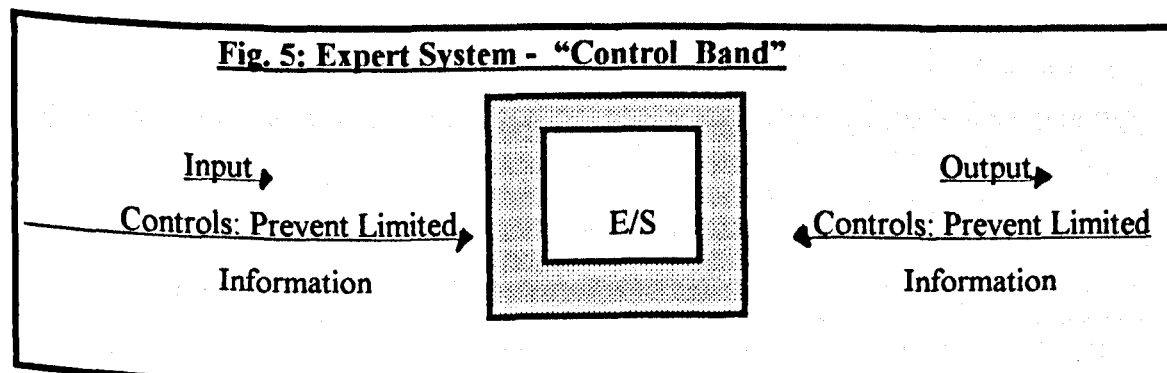 Fig. 5: Expert System - "Control Band"
Input
Controls: Prevent Limited
Information
E/S
Output
Controls: Prevent Limited
Information